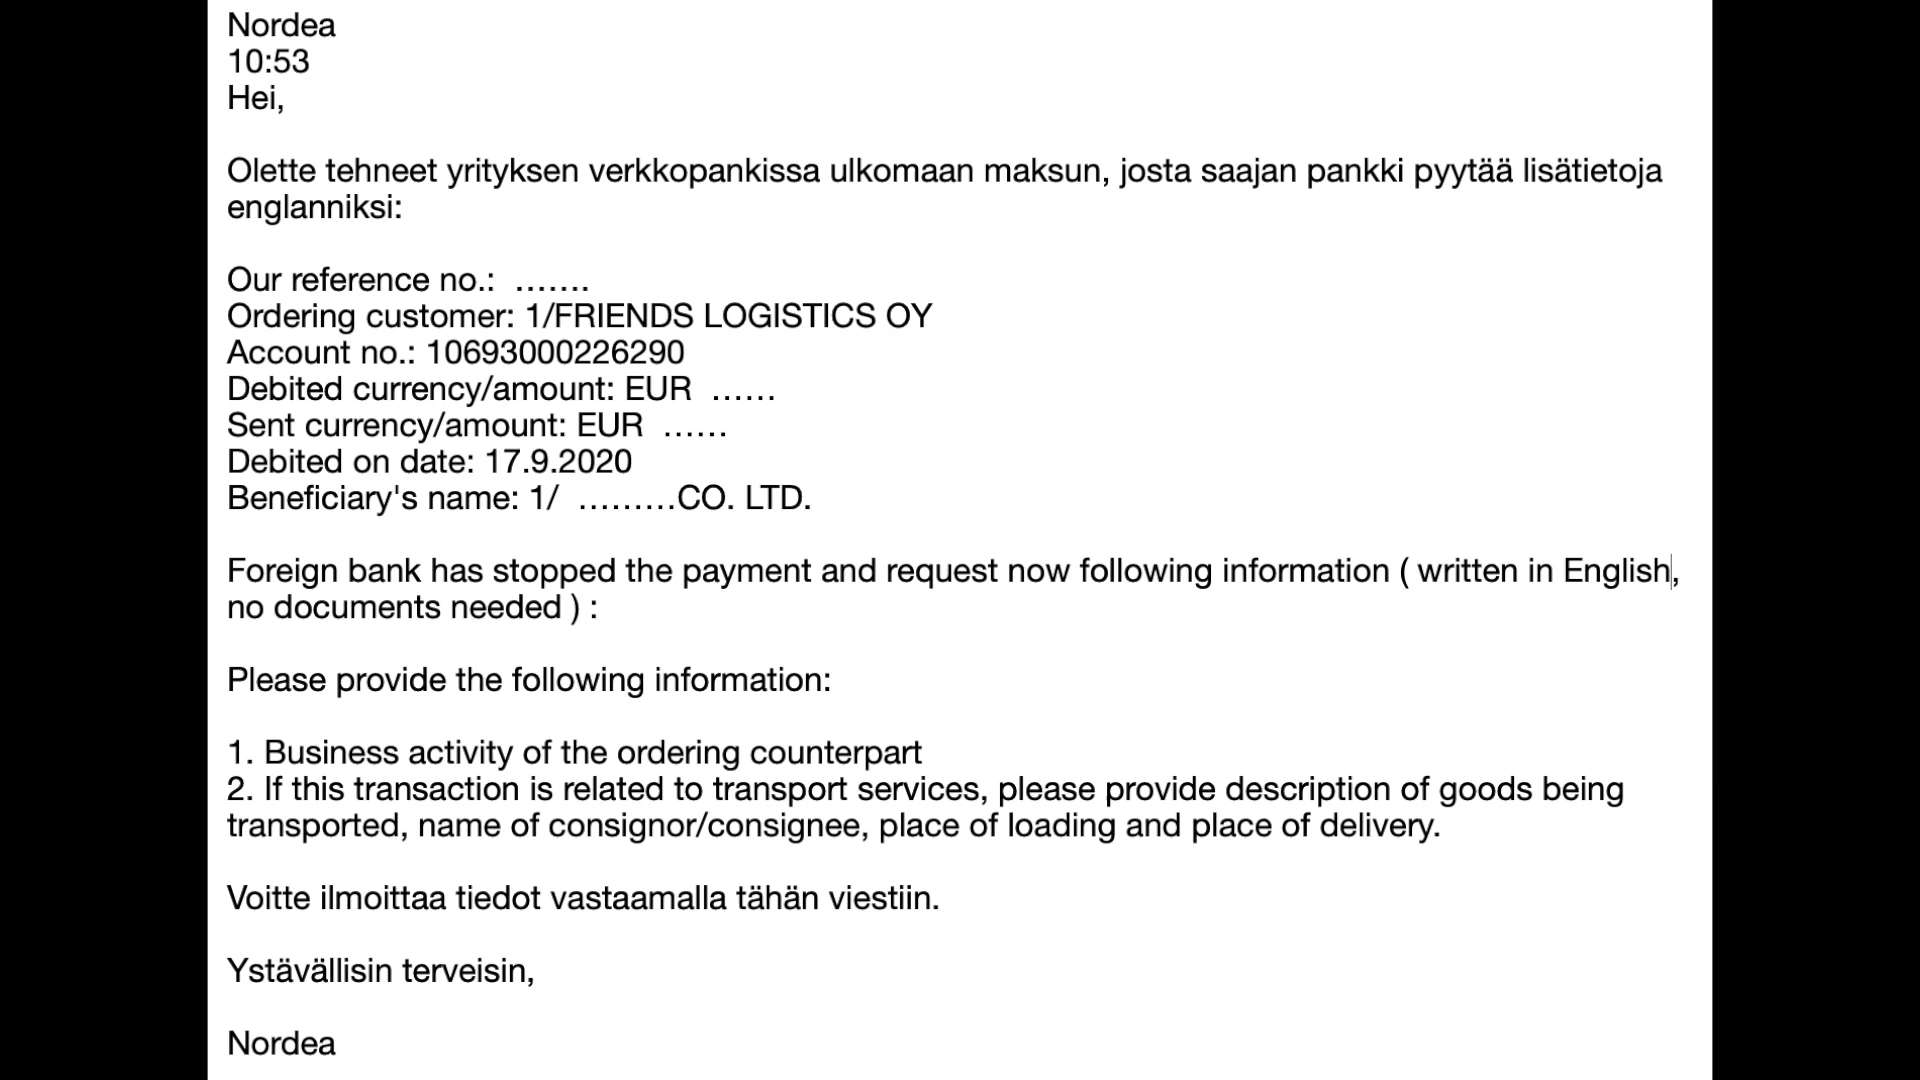 Nordea
10:53
Hei,
Olette tehneet yrityksen verkkopankissa ulkomaan maksun, josta saajan pankki pyytää lisätietoja
englanniksi:
Our reference no.:  .......
Ordering customer: 1/FRIENDS LOGISTICS OY
Account no.: 10693000226290
Debited currency/amount: EUR  ......
Sent currency/amount: EUR  ......
Debited on date: 17.9.2020
Beneficiary's name: 1/  .........CO. LTD.
Foreign bank has stopped the payment and request now following information ( written in English,
no documents needed ) :
Please provide the following information:
1. Business activity of the ordering counterpart
2. If this transaction is related to transport services, please provide description of goods being
transported, name of consignor/consignee, place of loading and place of delivery.
Voitte ilmoittaa tiedot vastaamalla tähän viestiin.
Ystävällisin terveisin,
Nordea